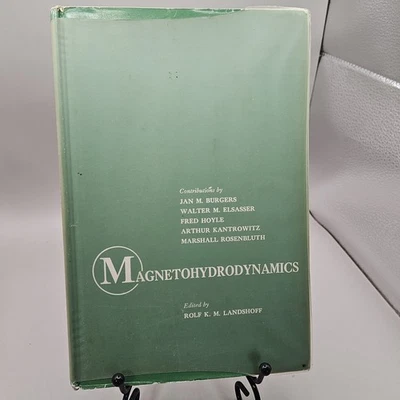 Contributions by
JAN M. BURGERS
WALTER M. ELSASSER
FRED HOYLE
ARTHUR KANTROWITZ
MARSHALL ROSENBLUTH
MAGNETOHYDRODYNAMICS
Edited by
ROLF K. M. LANDSHOFF